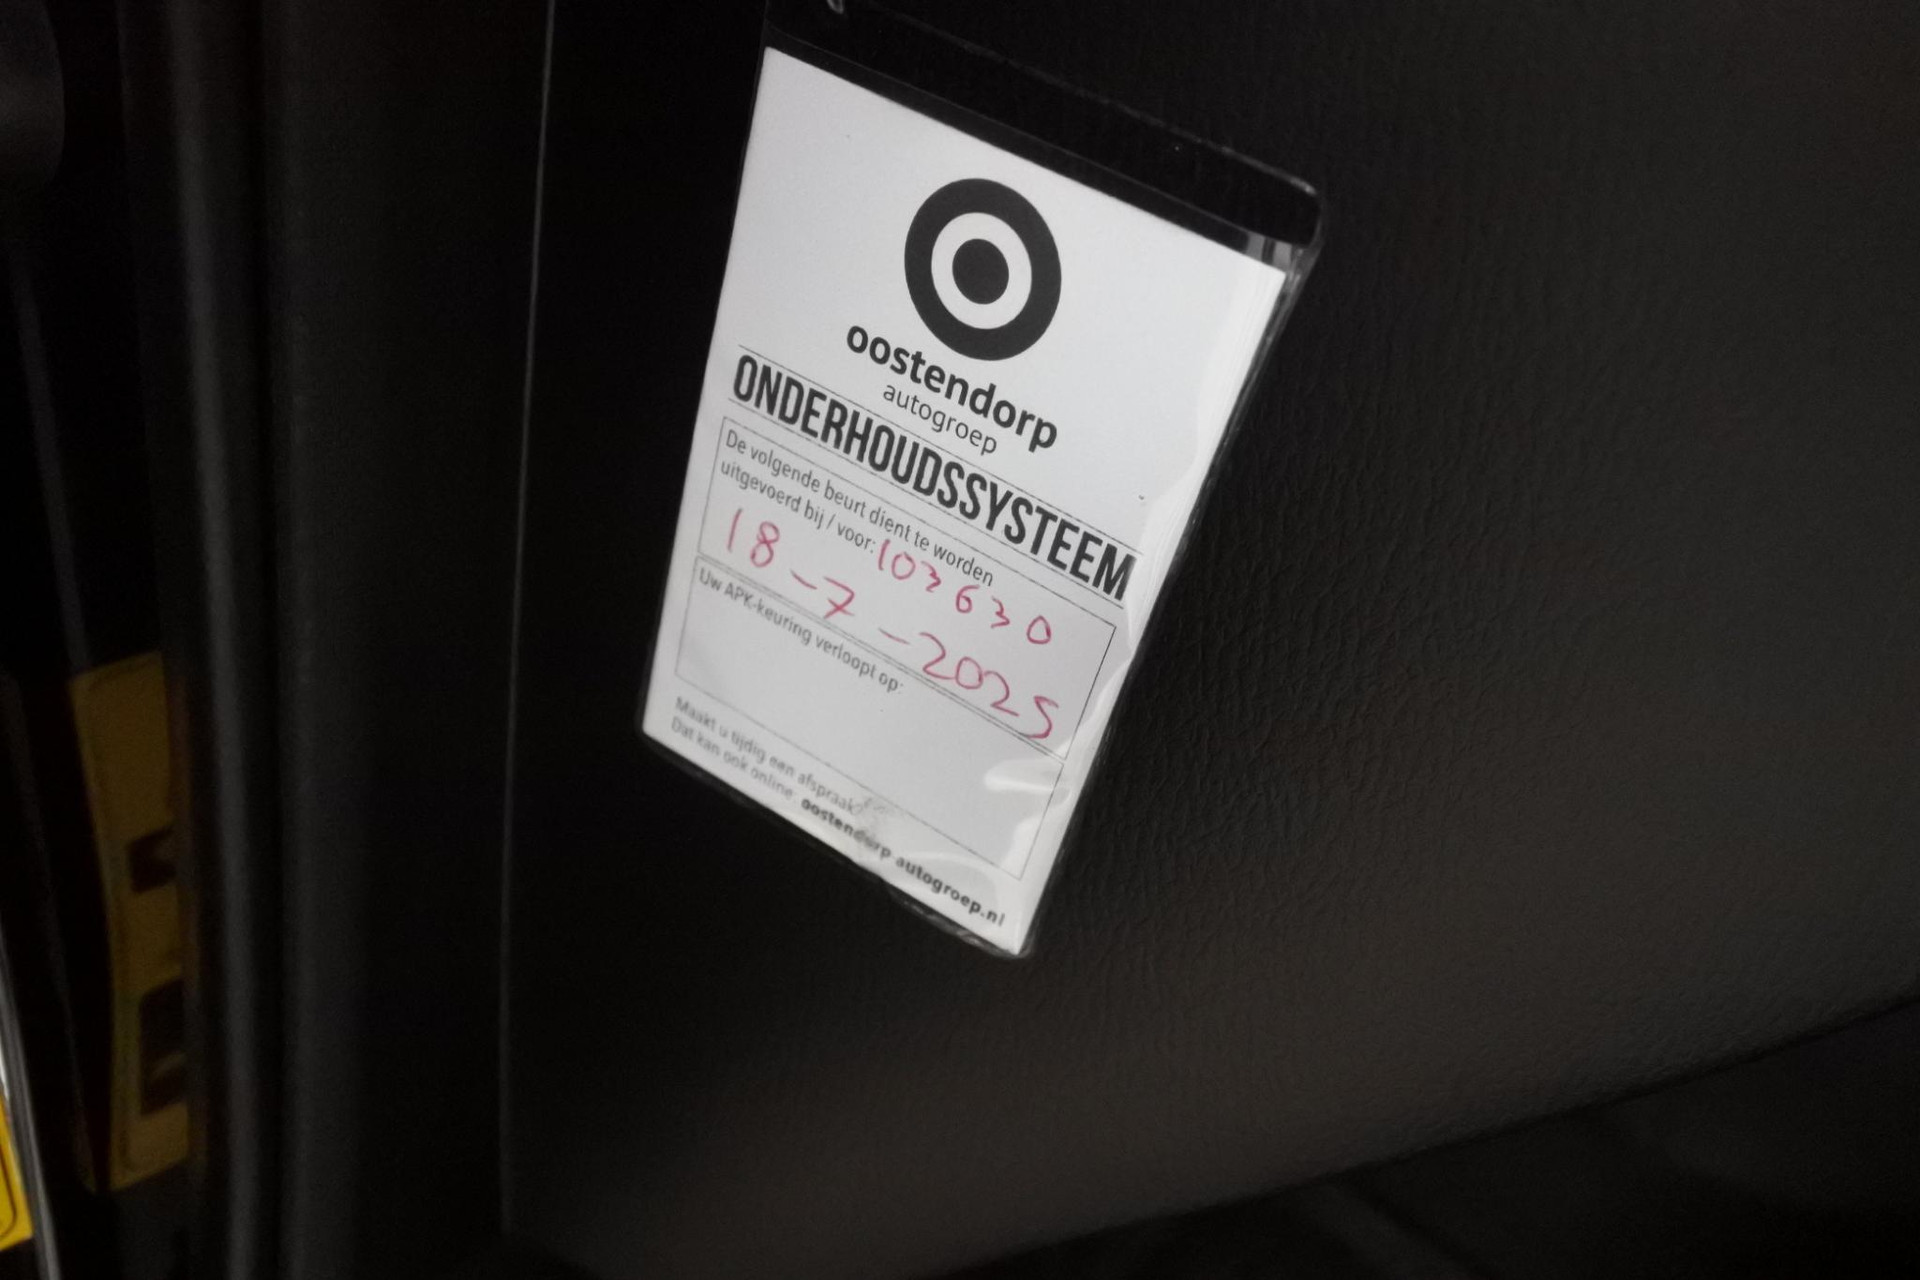 oostendorp
autogroep
ONDERHOUDSSYSTEEM
De volgende beurt dient te worden
uitgevoerd bij / voor: 103630
18-7-2025
Uw APK-keuring verloopt op:
Maakt u tijdig een afspraak
Dat kan ook online oostendorp autogroep.nl